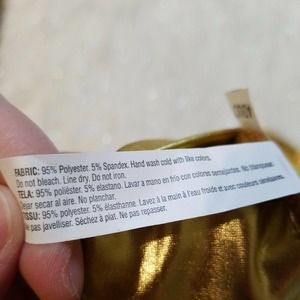 FABRIC: 95% Polyester. 5% Spandex. Hand wash cold with like colors.
Do not bleach. Line dry. Do not iron.
TELA: 95% poliéster. 5% elastano. Lavar a mano en frío con colores semejantes. No blanquear.
Dejar secar al aire. No planchar.
TISSU: 95% polyester. 5% élasthanne. Lavez à la main à l'eau froide et avec couleurs similaires.
Ne pas javelliser. Séchez à plat. Ne pas repasser.